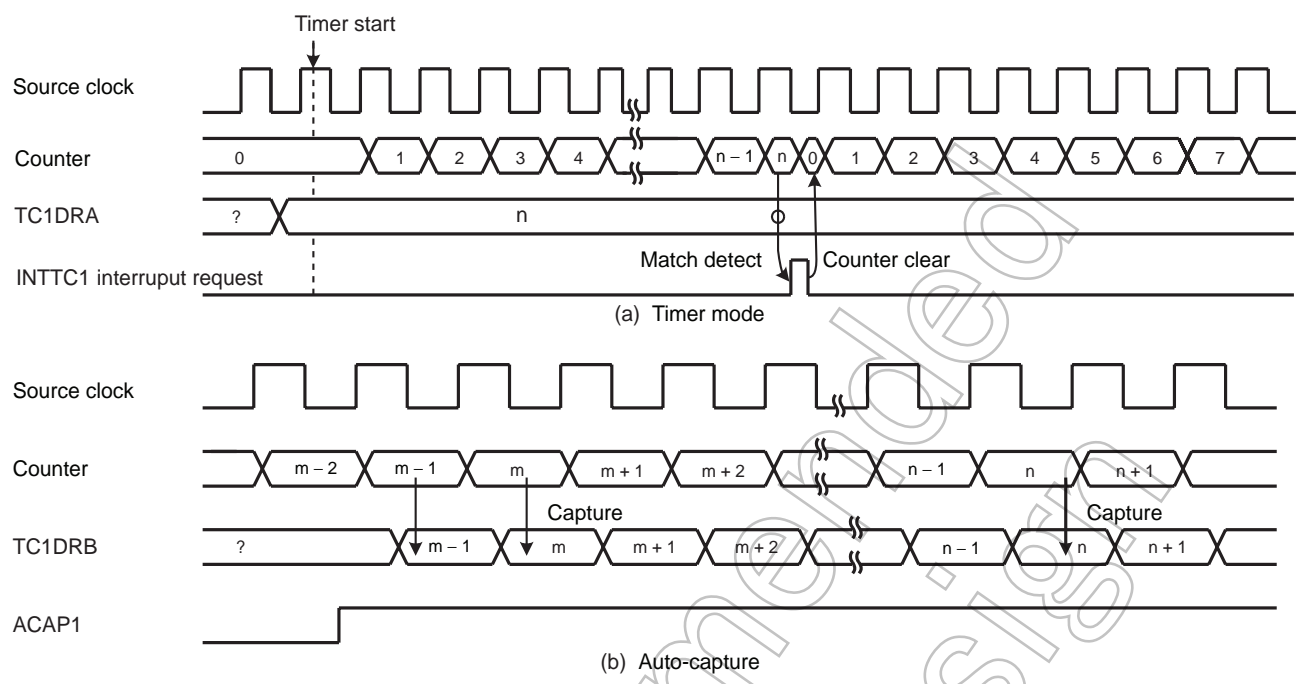 Timer start
Source clock
Counter
0 1 2 3 4 n – 1 n 0 1 2 3 4 5 6 7
TC1DRA
? n
Match detect Counter clear
INTTC1 interruput request
(a) Timer mode
Source clock
Counter
m – 2 m – 1 m m + 1 m + 2 n – 1 n n + 1
Capture Capture
TC1DRB
? m – 1 m m + 1 m + 2 n – 1 n n + 1
ACAP1
(b) Auto-capture
mended
sign